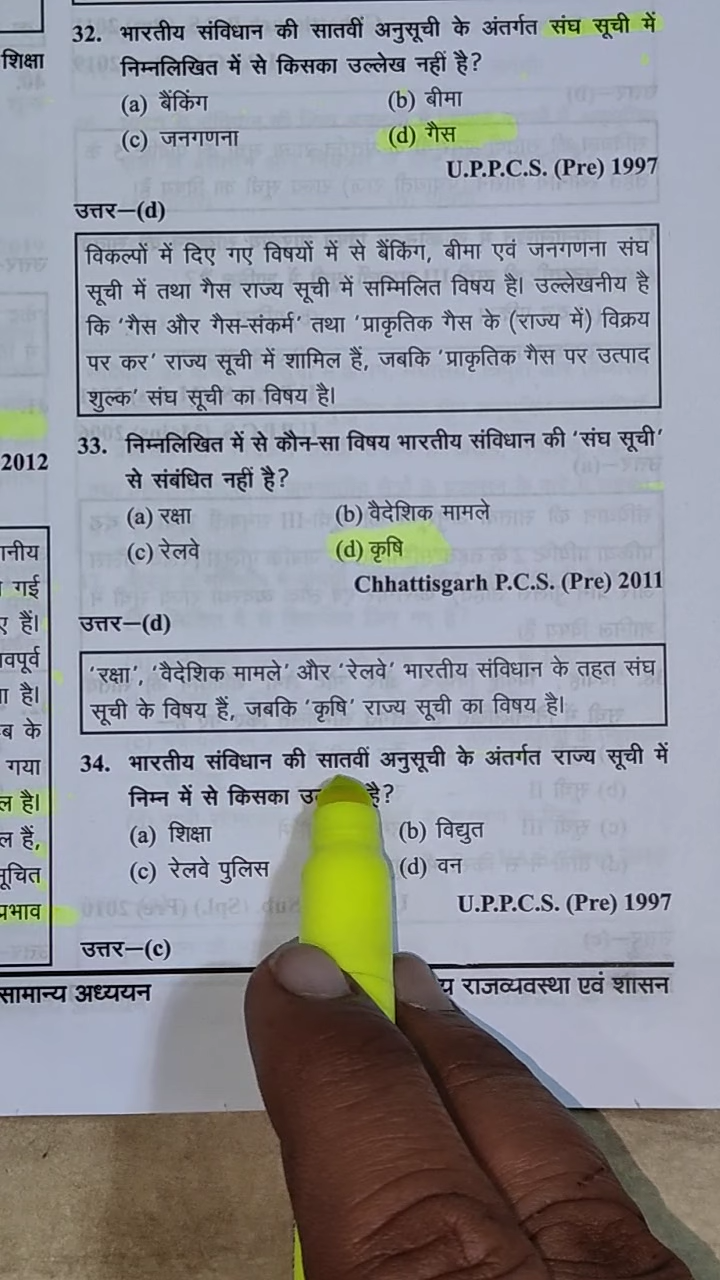 शिक्षा
2012
ानीय
गई
ए हैं।
वपूर्व
ा है।
ब के
गया
ल है।
ल हैं,
सूचित
प्रभाव
सामान्य अध्ययन
32. भारतीय संविधान की सातवीं अनुसूची के अंतर्गत संघ सूची में
निम्नलिखित में से किसका उल्लेख नहीं है?
(a) बैंकिंग (b) बीमा
(c) जनगणना (d) गैस
U.P.P.C.S. (Pre) 1997
उत्तर—(d)
विकल्पों में दिए गए विषयों में से बैंकिंग, बीमा एवं जनगणना संघ
सूची में तथा गैस राज्य सूची में सम्मिलित विषय है। उल्लेखनीय है
कि 'गैस और गैस-संकर्म' तथा 'प्राकृतिक गैस के (राज्य में) विक्रय
पर कर' राज्य सूची में शामिल हैं, जबकि 'प्राकृतिक गैस पर उत्पाद
शुल्क' संघ सूची का विषय है।
33. निम्नलिखित में से कौन-सा विषय भारतीय संविधान की 'संघ सूची'
से संबंधित नहीं है?
(a) रक्षा (b) वैदेशिक मामले
(c) रेलवे (d) कृषि
Chhattisgarh P.C.S. (Pre) 2011
उत्तर—(d)
'रक्षा' 'वैदेशिक मामले' और 'रेलवे' भारतीय संविधान के तहत संघ
सूची के विषय हैं, जबकि 'कृषि' राज्य सूची का विषय है।
34. भारतीय संविधान की सातवीं अनुसूची के अंतर्गत राज्य सूची में
निम्न में से किसका है?
(a) शिक्षा (b) विद्युत
(c) रेलवे पुलिस (d) वन
U.P.P.C.S. (Pre) 1997
उत्तर—(c)
य राजव्यवस्था एवं शासन